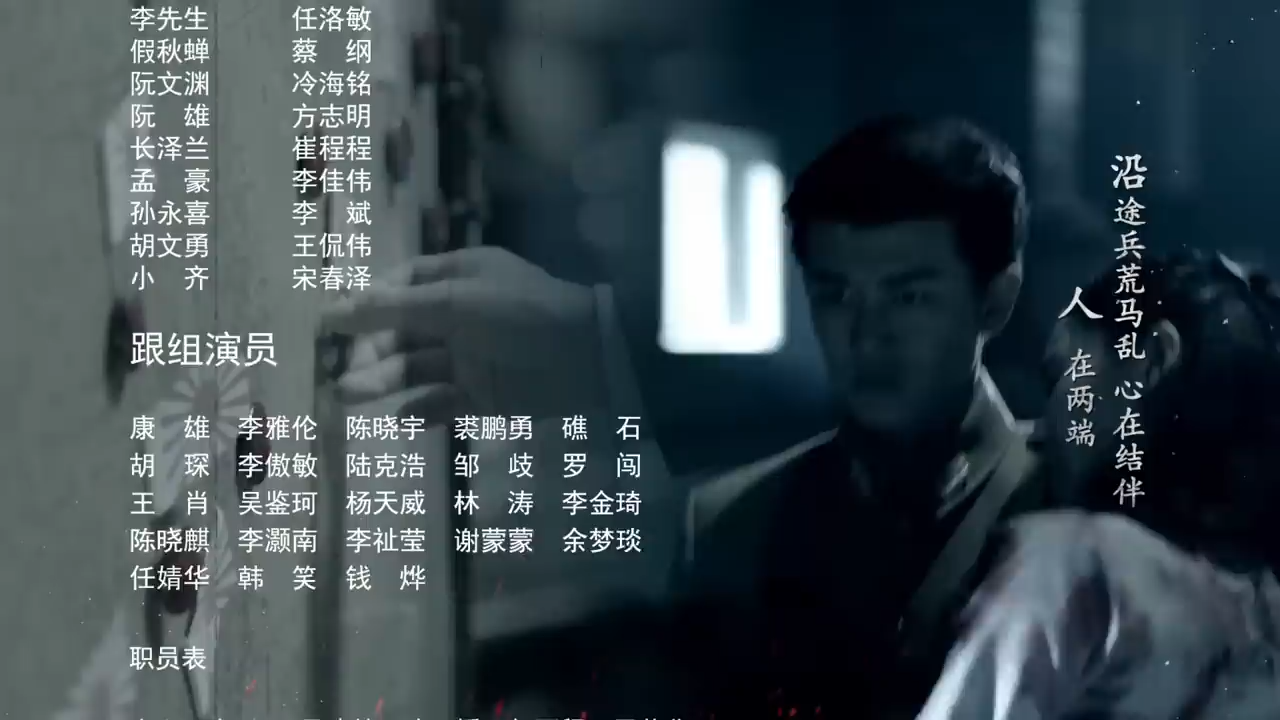 李先生 任洛敏
假秋蝉 蔡 纲
阮文渊 冷海铭
阮 雄 方志明
长泽兰 崔程程
孟 豪 李佳伟
孙永喜 李 斌
胡文勇 王侃伟
小 齐 宋春泽
跟组演员
康 雄 李雅伦 陈晓宇 裘鹏勇 礁 石
胡 琛 李傲敏 陆克浩 邹 歧 罗 闯
王 肖 吴鉴珂 杨天威 林 涛 李金琦
陈晓麒 李灏南 李祉莹 谢蒙蒙 余梦琰
任婧华 韩 笑 钱 烨
职员表
沿途兵荒马乱 心在结伴
人 在两端